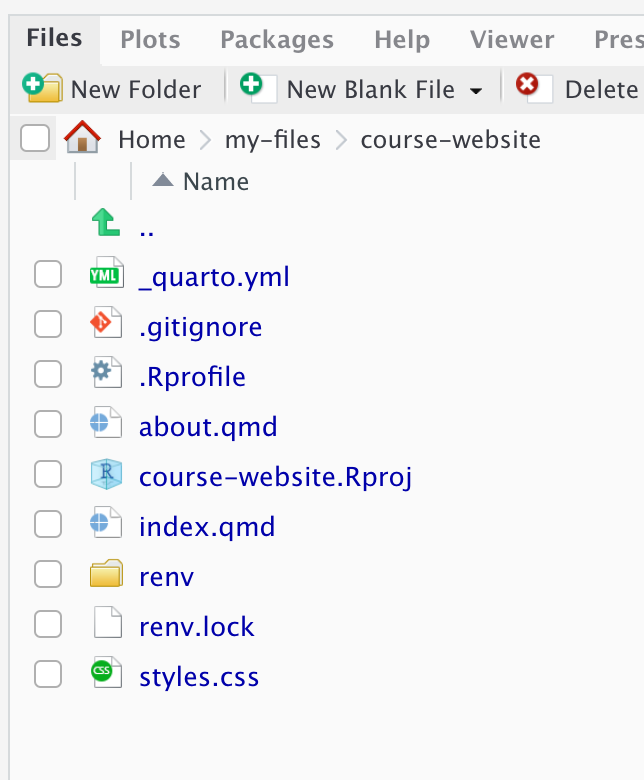 Files Plots Packages Help Viewer Pres
New Folder New Blank File Delete
Home my-files course-website
Name
..
YML _quarto.yml
.gitignore
.Rprofile
about.qmd
R course-website.Rproj
index.qmd
renv
renv.lock
CSS styles.css